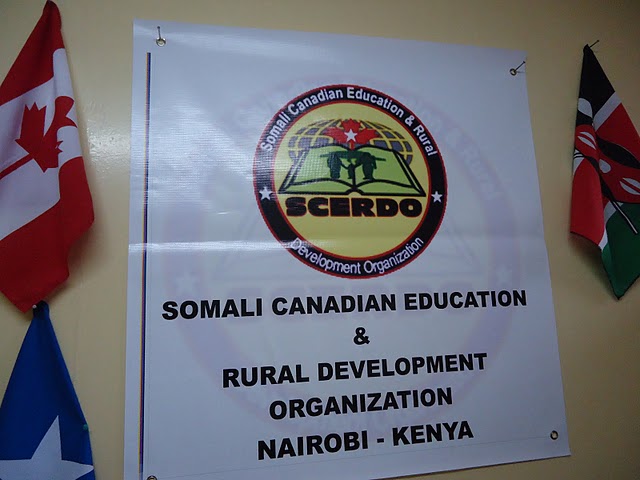 Somali Canadian Education & Rural
SCERDO
Development Organization
SOMALI CANADIAN EDUCATION
&
RURAL DEVELOPMENT
ORGANIZATION
NAIROBI - KENYA